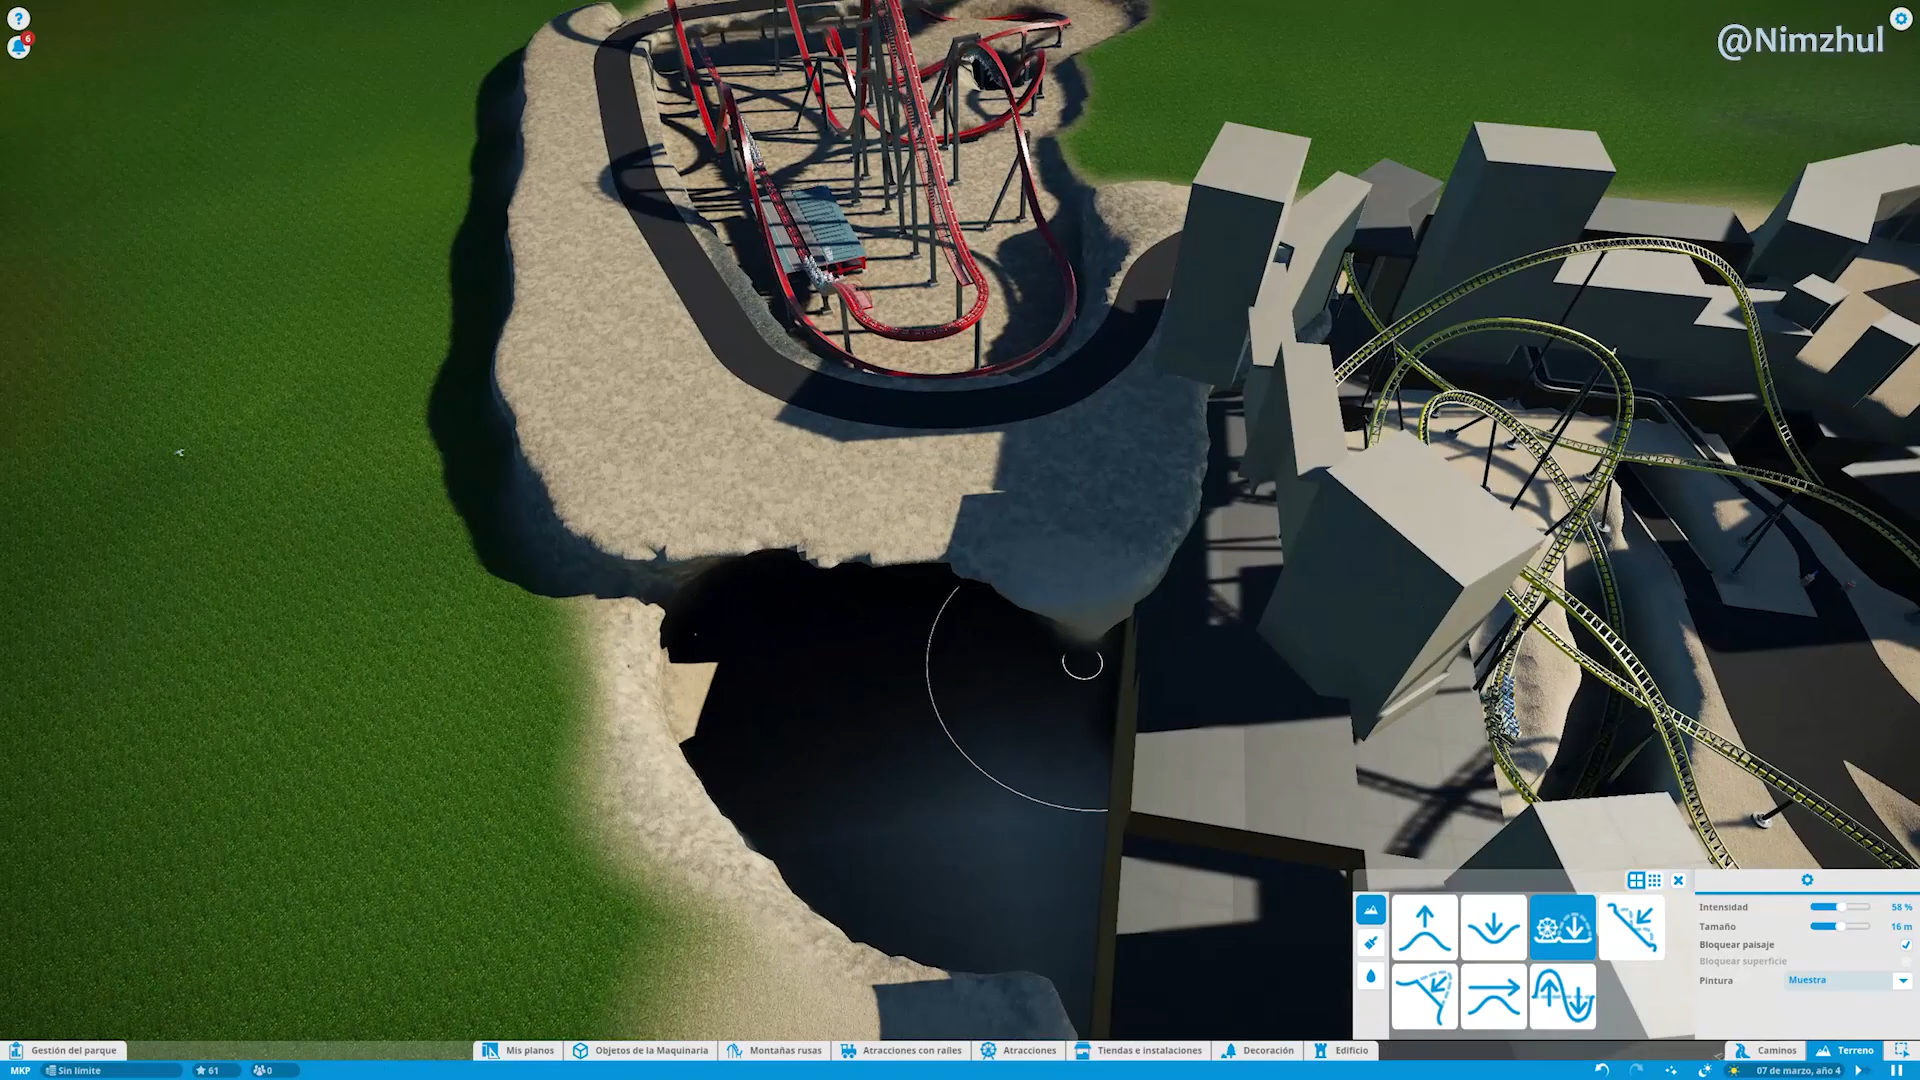 ?
6
@Nimzhul
Intensidad 58 %
Tamaño 16 m
Bloquear paisaje
Bloquear superficie
Pintura Muestra
Gestión del parque Mis planos Objetos de la Maquinaria Montañas rusas Atracciones con raíles Atracciones Tiendas e instalaciones Decoración Edificio Caminos Terreno
MKP Sin límite 61 0 07 de marzo, año 4